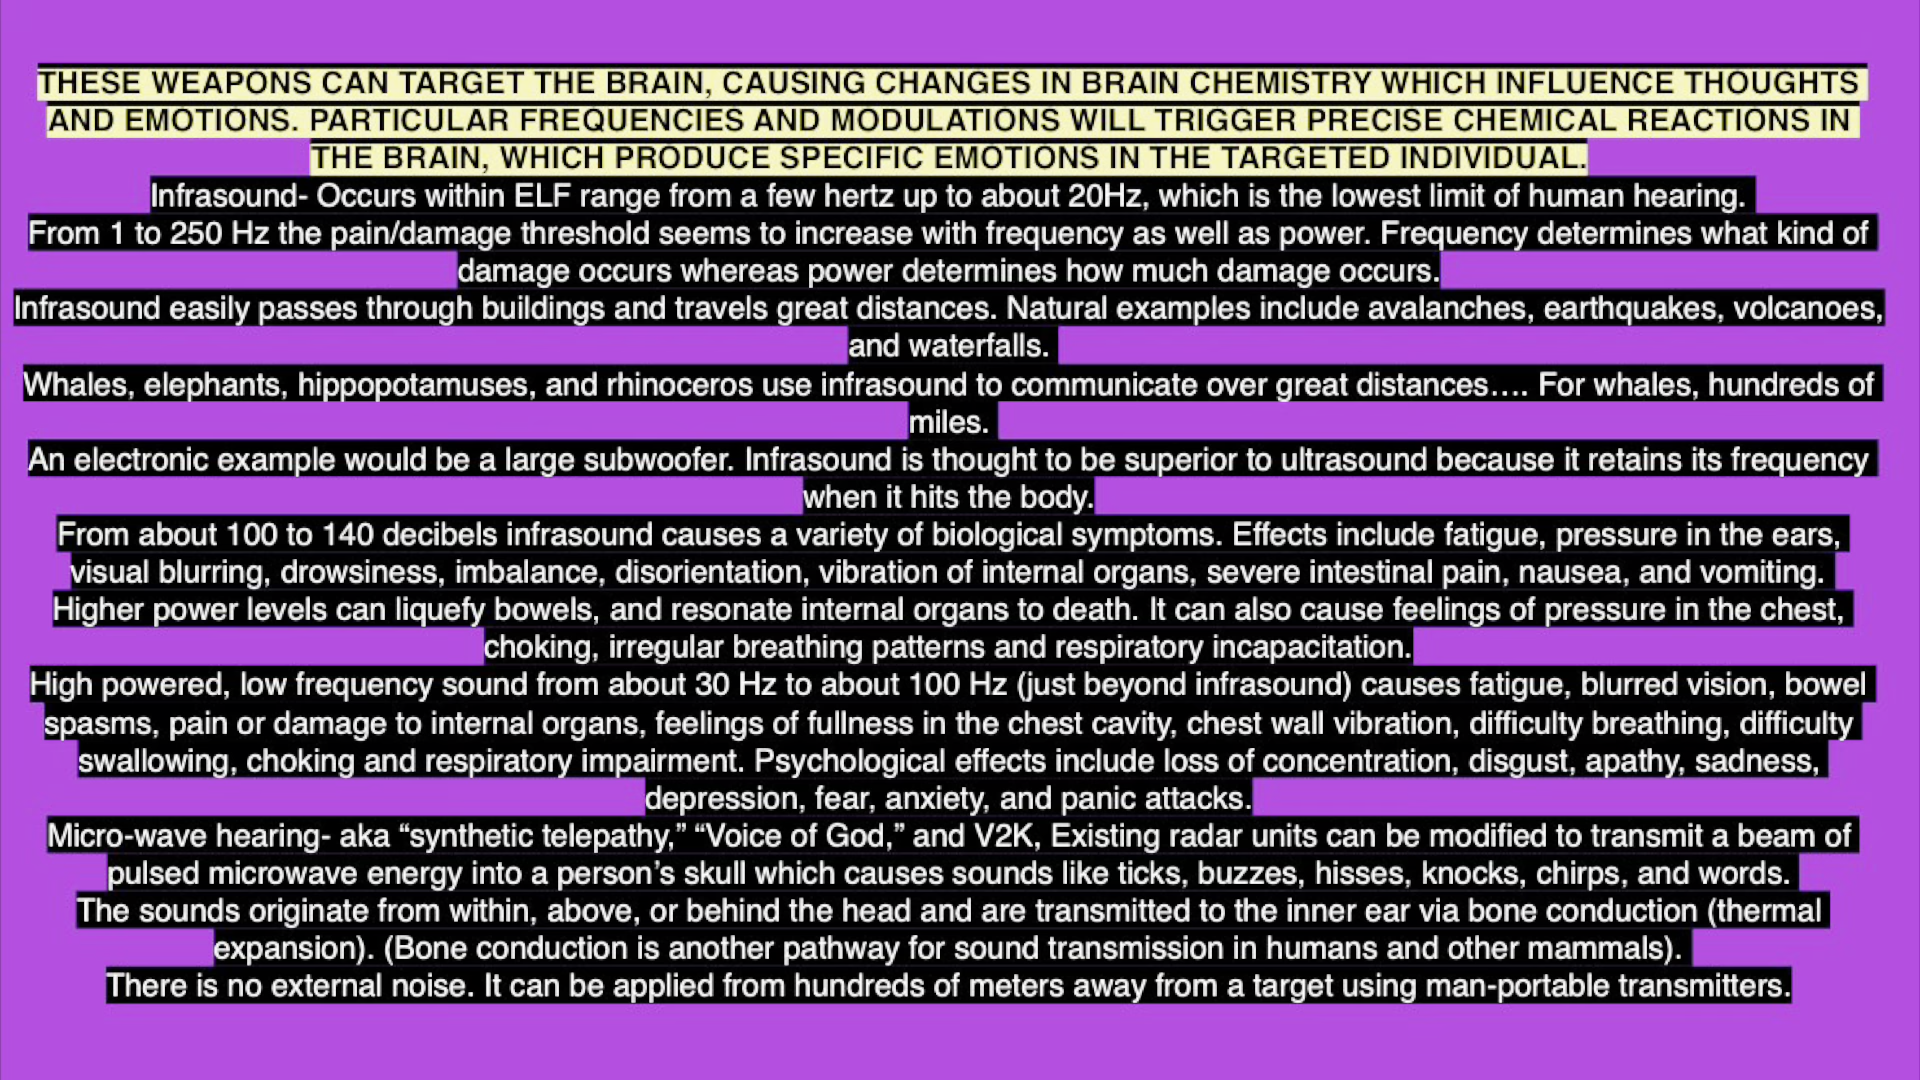 THESE WEAPONS CAN TARGET THE BRAIN, CAUSING CHANGES IN BRAIN CHEMISTRY WHICH INFLUENCE THOUGHTS
AND EMOTIONS. PARTICULAR FREQUENCIES AND MODULATIONS WILL TRIGGER PRECISE CHEMICAL REACTIONS IN
THE BRAIN, WHICH PRODUCE SPECIFIC EMOTIONS IN THE TARGETED INDIVIDUAL.
Infrasound- Occurs within ELF range from a few hertz up to about 20Hz, which is the lowest limit of human hearing.
From 1 to 250 Hz the pain/damage threshold seems to increase with frequency as well as power. Frequency determines what kind of
damage occurs whereas power determines how much damage occurs.
Infrasound easily passes through buildings and travels great distances. Natural examples include avalanches, earthquakes, volcanoes,
and waterfalls.
Whales, elephants, hippopotamuses, and rhinoceros use infrasound to communicate over great distances…. For whales, hundreds of
miles.
An electronic example would be a large subwoofer. Infrasound is thought to be superior to ultrasound because it retains its frequency
when it hits the body.
From about 100 to 140 decibels infrasound causes a variety of biological symptoms. Effects include fatigue, pressure in the ears,
visual blurring, drowsiness, imbalance, disorientation, vibration of internal organs, severe intestinal pain, nausea, and vomiting.
Higher power levels can liquefy bowels, and resonate internal organs to death. It can also cause feelings of pressure in the chest,
choking, irregular breathing patterns and respiratory incapacitation.
High powered, low frequency sound from about 30 Hz to about 100 Hz (just beyond infrasound) causes fatigue, blurred vision, bowel
spasms, pain or damage to internal organs, feelings of fullness in the chest cavity, chest wall vibration, difficulty breathing, difficulty
swallowing, choking and respiratory impairment. Psychological effects include loss of concentration, disgust, apathy, sadness,
depression, fear, anxiety, and panic attacks.
Micro-wave hearing- aka “synthetic telepathy,” “Voice of God,” and V2K, Existing radar units can be modified to transmit a beam of
pulsed microwave energy into a person’s skull which causes sounds like ticks, buzzes, hisses, knocks, chirps, and words.
The sounds originate from within, above, or behind the head and are transmitted to the inner ear via bone conduction (thermal
expansion). (Bone conduction is another pathway for sound transmission in humans and other mammals).
There is no external noise. It can be applied from hundreds of meters away from a target using man-portable transmitters.